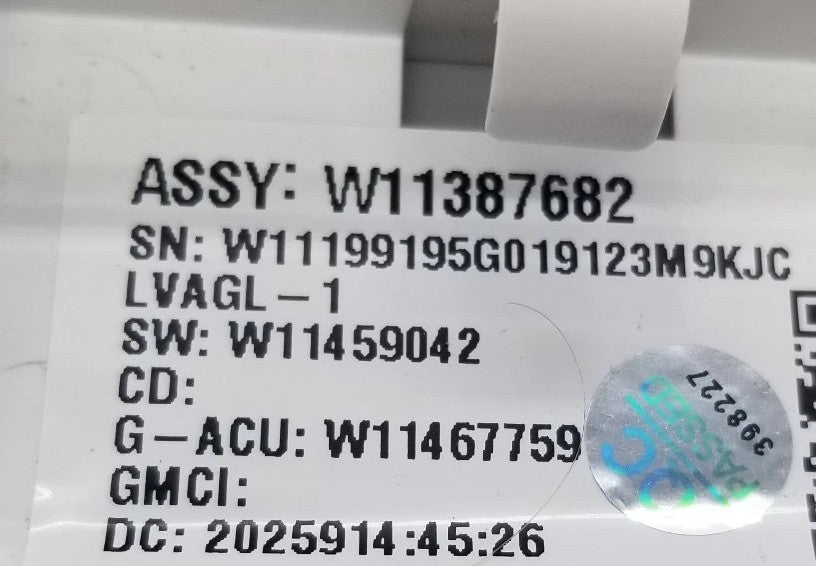 ASSY: W11387682
SN: W11199195G019123M9KJC
LVAGL-1
SW: W11459042
CD:
G-ACU: W11467759
GMCI:
DC: 2025914:45:26
QC
PASSED
398227